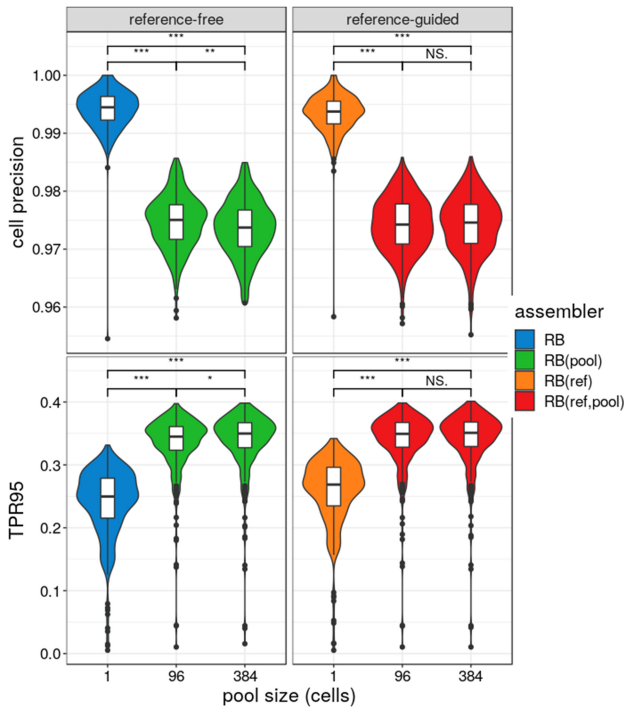 reference-free
reference-guided
***
***
**
***
***
NS.
1.00
0.99
0.98
0.97
0.96
cell precision
***
***
*
***
***
NS.
0.4
0.3
0.2
0.1
0.0
TPR95
1
96
384
1
96
384
pool size (cells)
assembler
RB
RB(pool)
RB(ref)
RB(ref,pool)